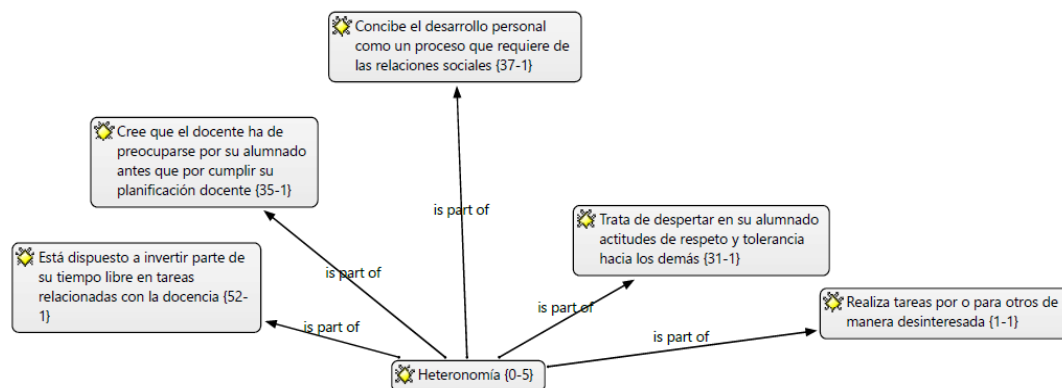 Concibe el desarrollo personal
como un proceso que requiere de
las relaciones sociales {37-1}
Cree que el docente ha de
preocuparse por su alumnado
antes que por cumplir su
planificación docente {35-1}
is part of
Trata de despertar en su alumnado
actitudes de respeto y tolerancia
hacia los demás {31-1}
Está dispuesto a invertir parte de
su tiempo libre en tareas
relacionadas con la docencia {52-
1}
is part of
is part of
Realiza tareas por o para otros de
manera desinteresada {1-1}
is part of
is part of
Heteronomía {0-5}